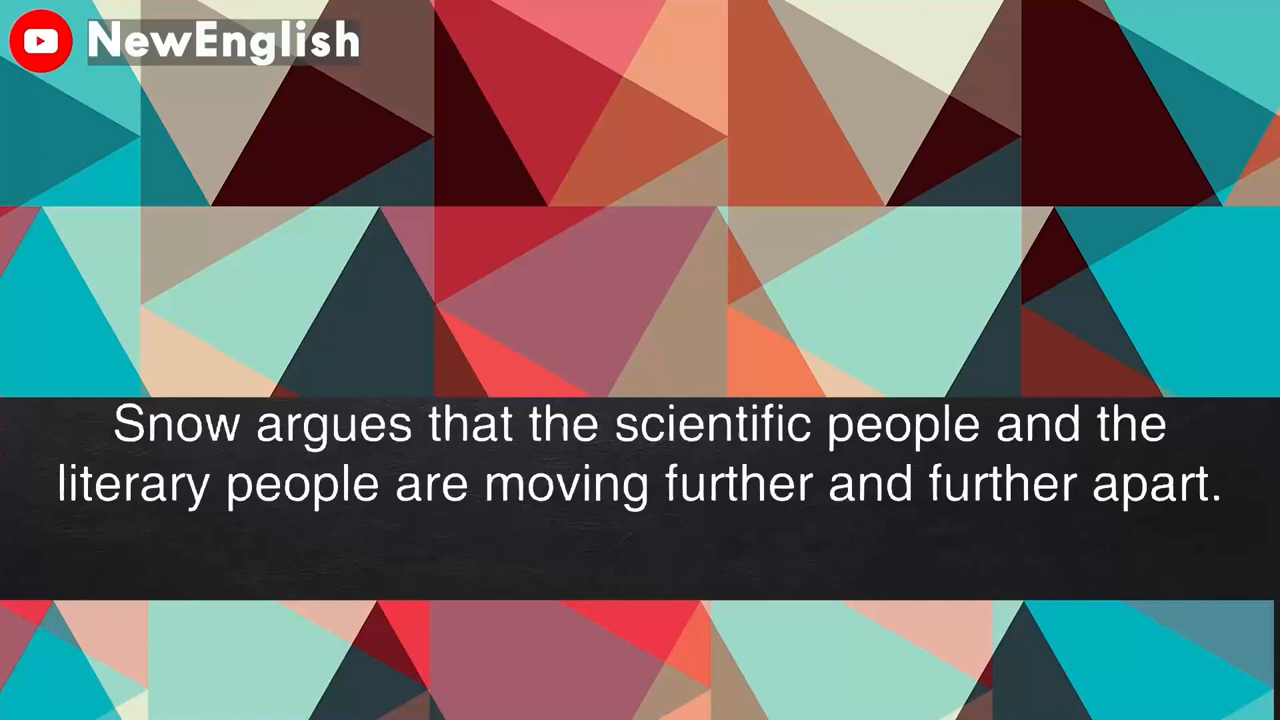 NewEnglish
Snow argues that the scientific people and the
literary people are moving further and further apart.